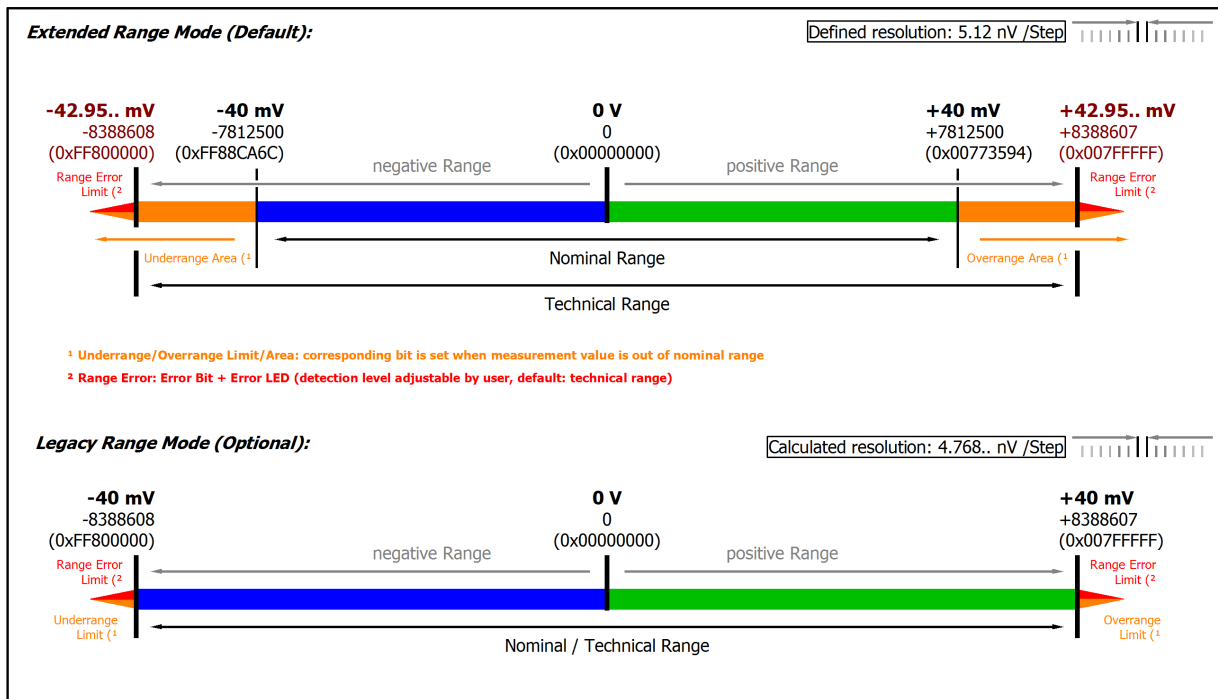 Extended Range Mode (Default):
Defined resolution: 5.12 nV /Step
-42.95.. mV
-8388608
(0xFF800000)
-40 mV
-7812500
(0xFF88CA6C)
0 V
0
(0x00000000)
+40 mV
+7812500
(0x00773594)
+42.95.. mV
+8388607
(0x007FFFFF)
negative Range
positive Range
Range Error
Limit (²
Range Error
Limit (²
Underrange Area (¹
Nominal Range
Overrange Area (¹
Technical Range
¹ Underrange/Overrange Limit/Area: corresponding bit is set when measurement value is out of nominal range
² Range Error: Error Bit + Error LED (detection level adjustable by user, default: technical range)
Legacy Range Mode (Optional):
Calculated resolution: 4.768.. nV /Step
-40 mV
-8388608
(0xFF800000)
0 V
0
(0x00000000)
+40 mV
+8388607
(0x007FFFFF)
negative Range
positive Range
Range Error
Limit (²
Range Error
Limit (²
Underrange
Limit (¹
Overrange
Limit (¹
Nominal / Technical Range